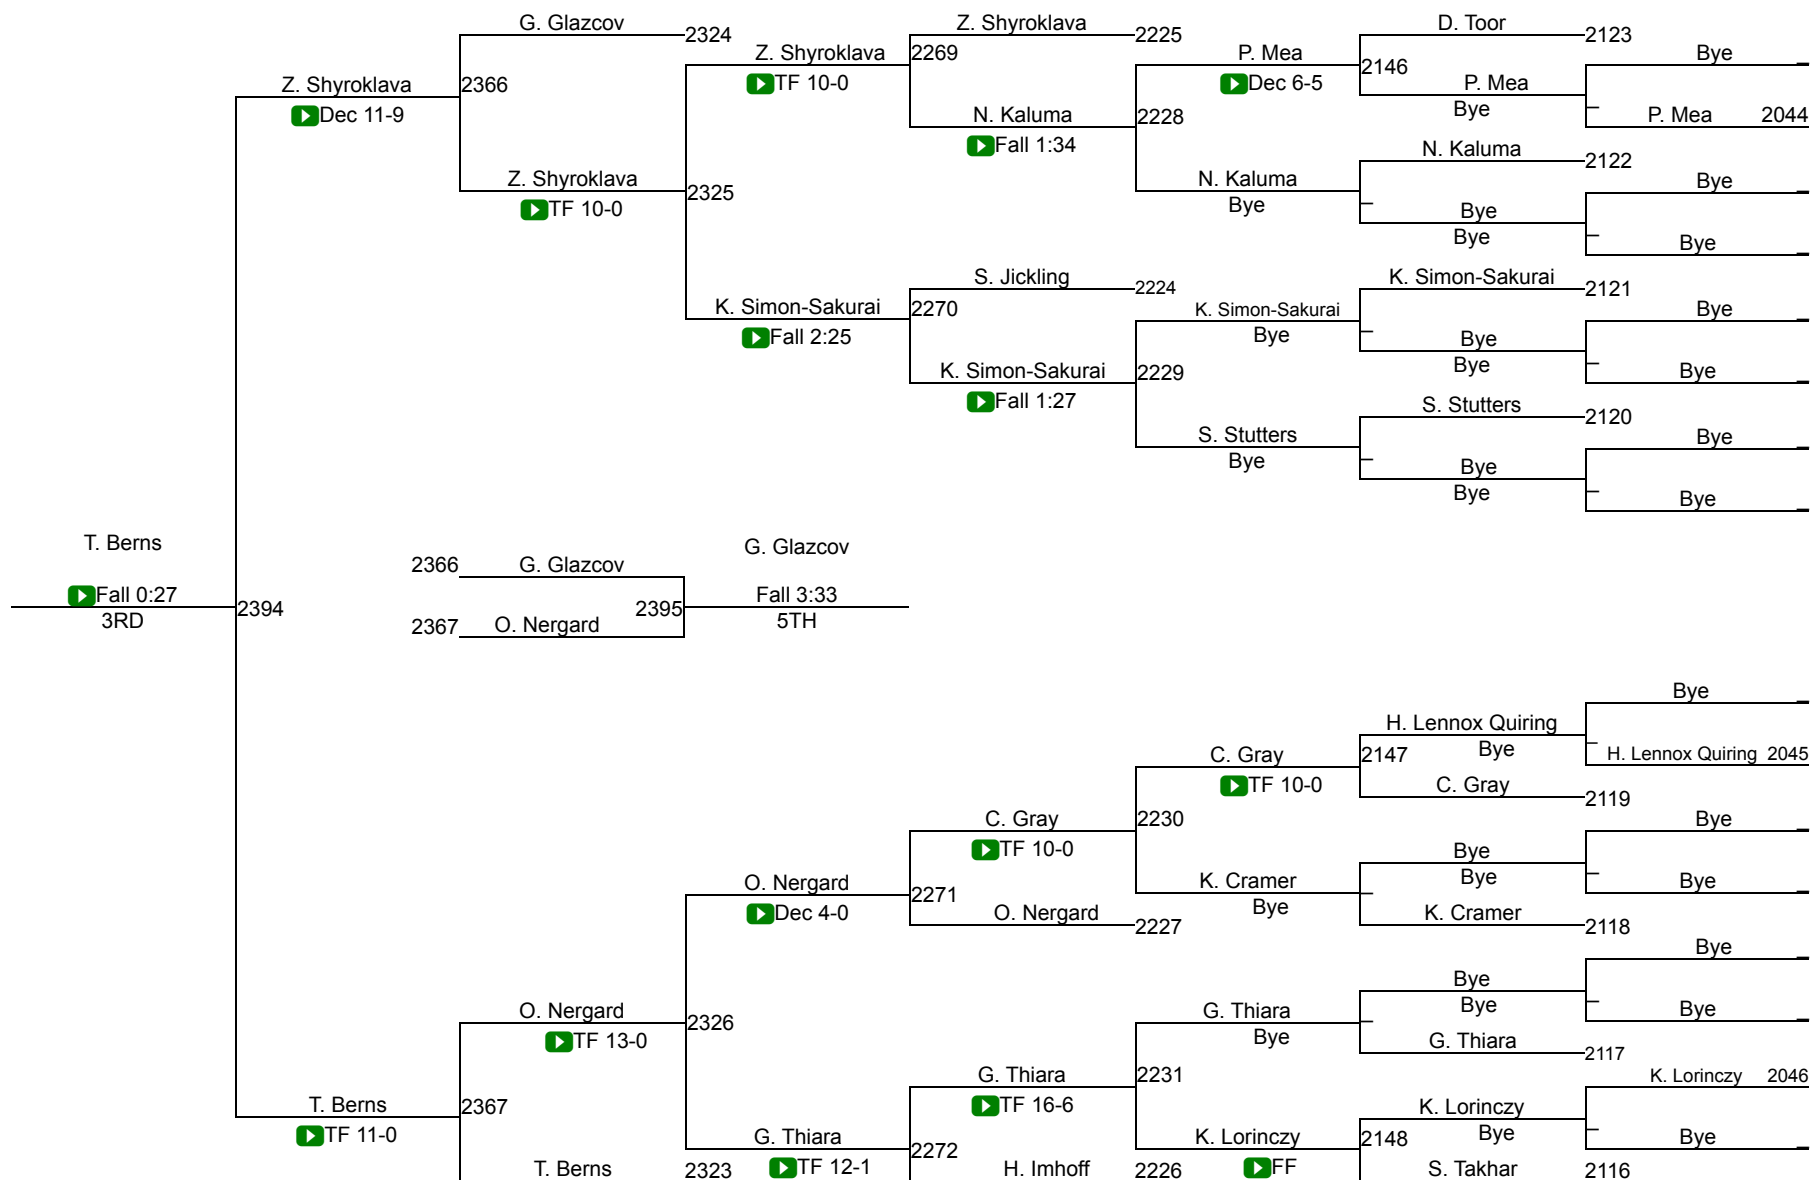 G. Glazcov 2324 Z. Shyroklava 2225 D. Toor 2123
Z. Shyroklava 2269 P. Mea 2146 Bye
Z. Shyroklava 2366 TF 10-0 Dec 6-5 P. Mea
Dec 11-9 N. Kaluma 2228 Bye P. Mea 2044
Fall 1:34 N. Kaluma 2122
Z. Shyroklava 2325 N. Kaluma Bye
TF 10-0 Bye Bye
Bye Bye
S. Jickling 2224 K. Simon-Sakurai 2121
K. Simon-Sakurai 2270 K. Simon-Sakurai Bye
Fall 2:25 Bye Bye
K. Simon-Sakurai 2229 Bye Bye
Fall 1:27 S. Stutters 2120
S. Stutters Bye
Bye Bye
Bye Bye
T. Berns G. Glazcov
2366 G. Glazcov
Fall 0:27 2394 2395 Fall 3:33
3RD 2367 O. Nergard 5TH
Bye
H. Lennox Quiring
C. Gray 2147 Bye H. Lennox Quiring 2045
TF 10-0 C. Gray 2119
C. Gray 2230 Bye
TF 10-0 Bye
O. Nergard 2271 K. Cramer Bye Bye
Dec 4-0 O. Nergard 2227 Bye K. Cramer 2118
Bye
Bye
O. Nergard 2326 G. Thiara Bye Bye
TF 13-0 Bye G. Thiara 2117
G. Thiara 2231 K. Lorinczy 2046
T. Berns 2367 TF 16-6 K. Lorinczy
TF 11-0 G. Thiara 2272 K. Lorinczy 2148 Bye Bye
T. Berns 2323 TF 12-1 H. Imhoff 2226 FF S. Takhar 2116